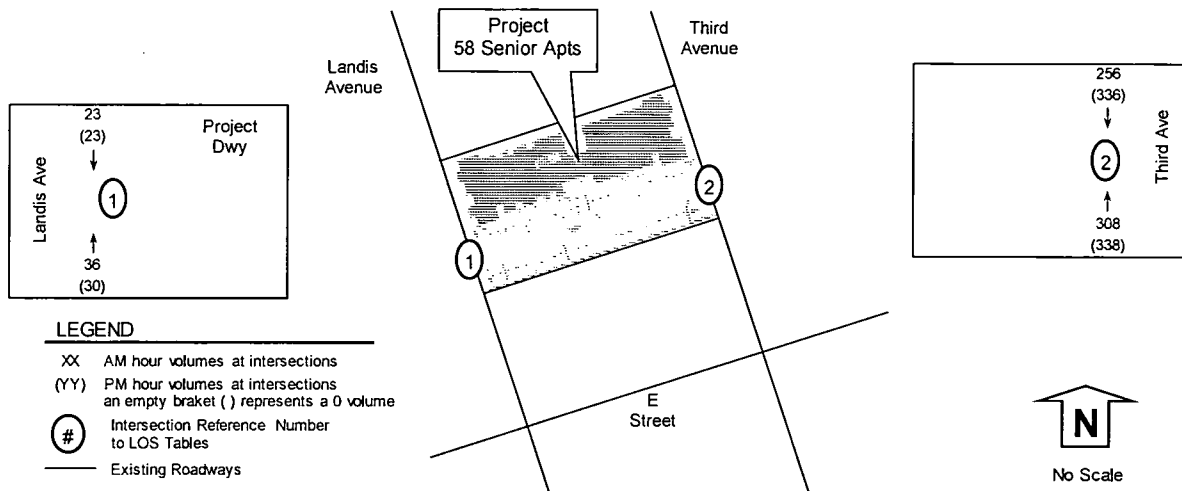 Project
58 Senior Apts
Landis
Avenue
Third
Avenue
23
(23)
Project
Dwy
Landis Ave
1
36
(30)
256
(336)
Third Ave
2
308
(338)
2
1
LEGEND
XX AM hour volumes at intersections
(YY) PM hour volumes at intersections
an empty braket ( ) represents a 0 volume
# Intersection Reference Number
to LOS Tables
Existing Roadways
E
Street
N
No Scale